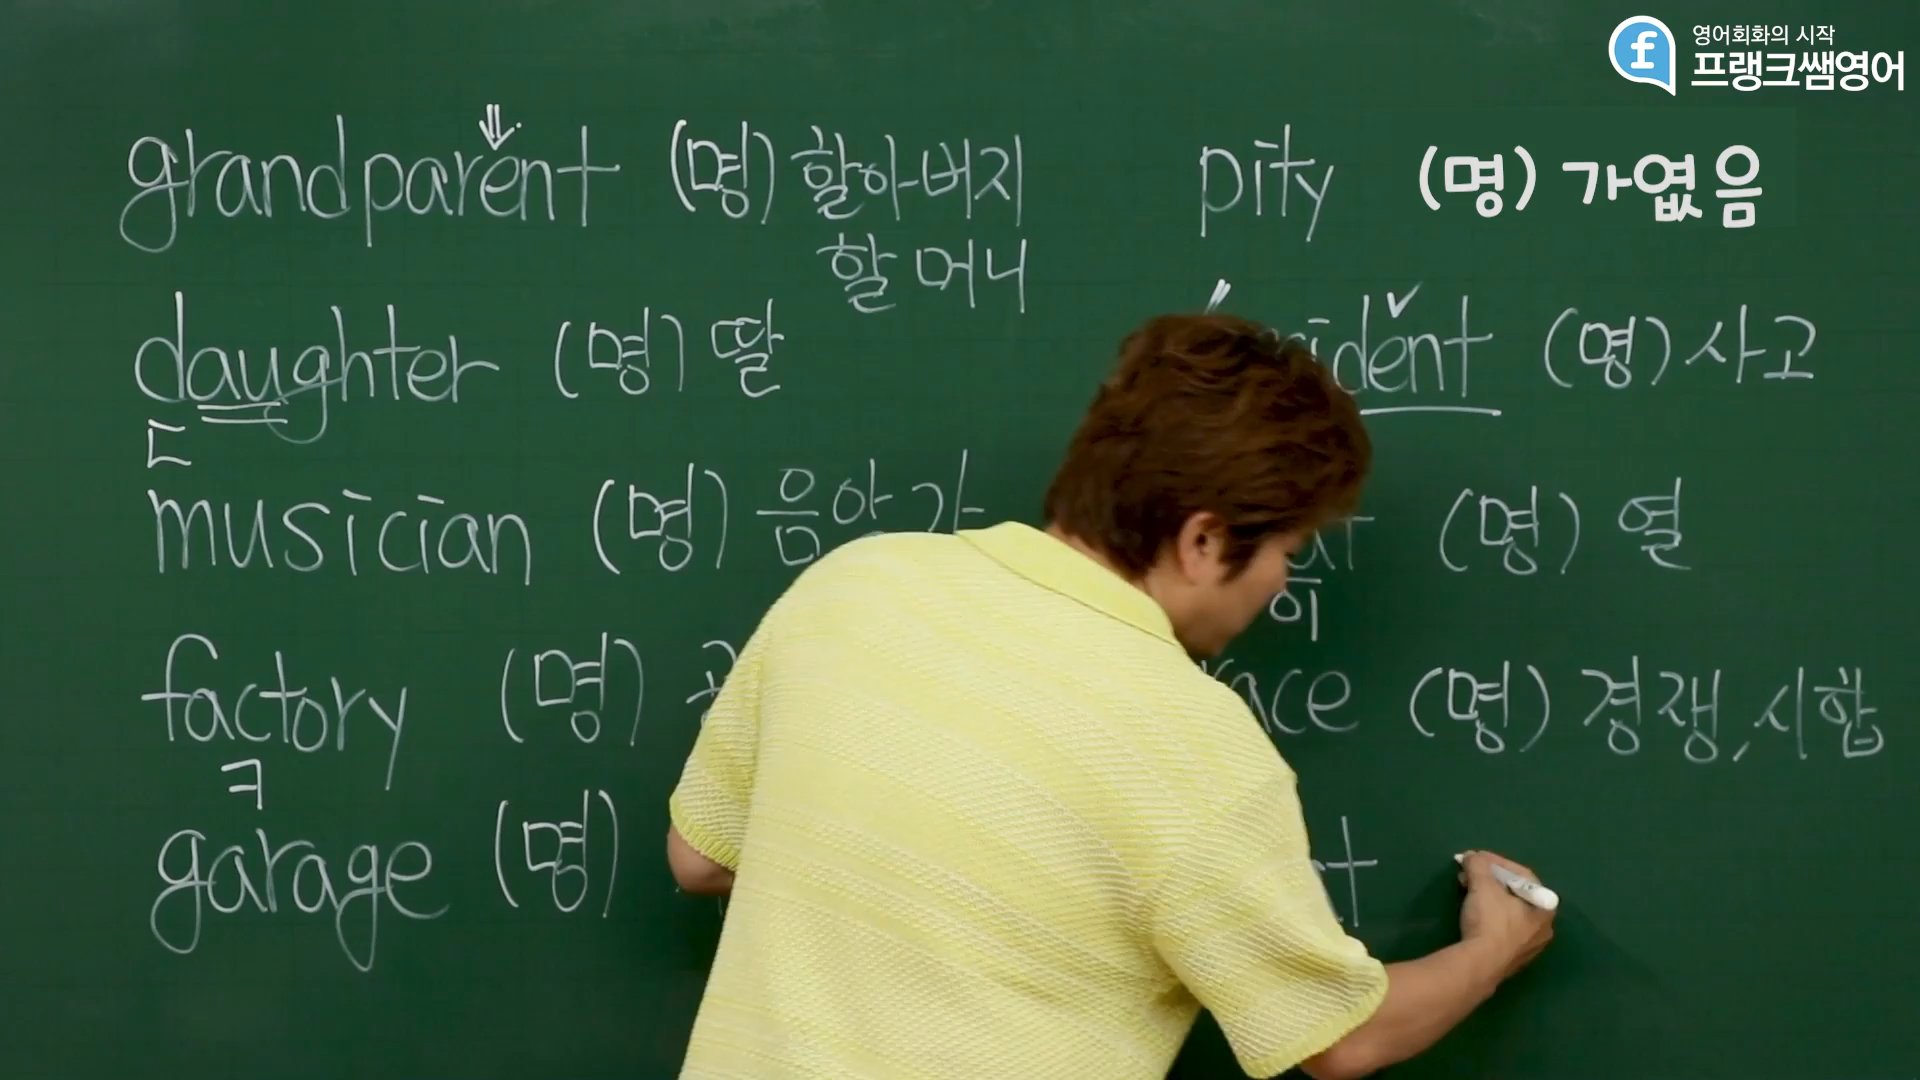 영어회화의 시작
프랭크쌤영어
grandparent (명) 할아버지
할머니
daughter (명) 딸
ㄷ
musician (명) 음악가
factory (명)
ㅋ
garage (명)
pity (명) 가엾음
(명) 사고
(명) 열
히
race (명) 경쟁, 시합